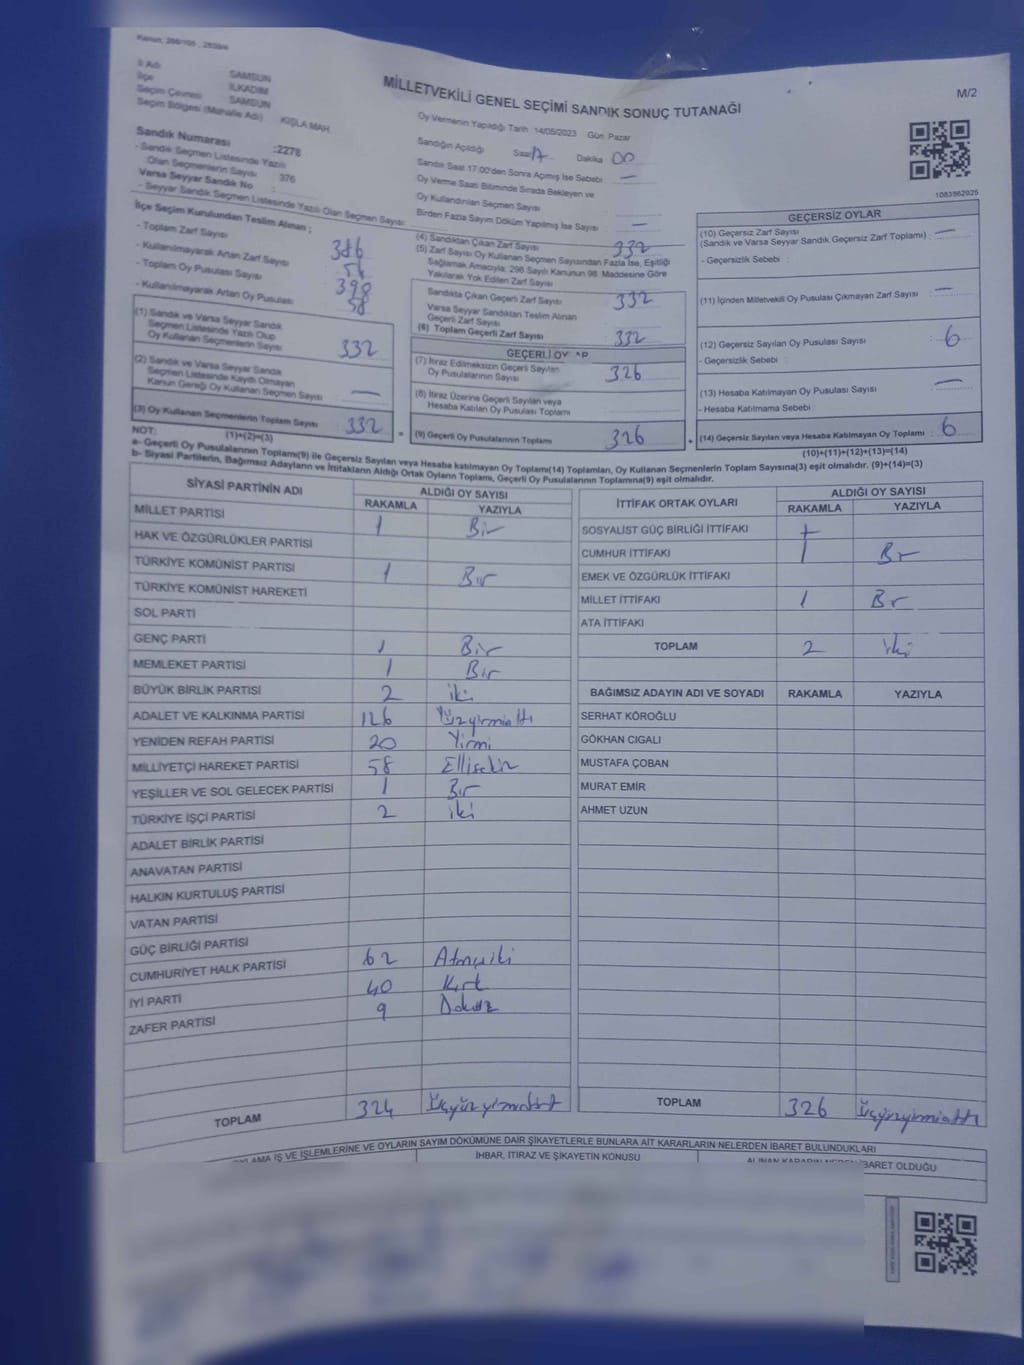 Kanun, 298/105 , 283/ek
M/2
MİLLETVEKİLİ GENEL SEÇİMİ SANDIK SONUÇ TUTANAĞI
İl Adı SAMSUN
İlçe İLKADIM
Seçim Çevresi SAMSUN
Seçim Bölgesi (Mahalle Adı) KIŞLA MAH.
Sandık Numarası :2278
- Sandık Seçmen Listesinde Yazılı
Olan Seçmenlerin Sayısı 376
Varsa Seyyar Sandık No :
- Seyyar Sandık Seçmen Listesinde Yazılı Olan Seçmen Sayısı:
Oy Vermenin Yapıldığı Tarih 14/05/2023 Gün Pazar
Sandığın Açıldığı Saat 17 Dakika 00
Sandık Saat 17.00'den Sonra Açılmış İse Sebebi : —
Oy Verme Saati Bitiminde Sırada Bekleyen ve
Oy Kullandırılan Seçmen Sayısı
Birden Fazla Sayım Döküm Yapılmış İse Sayısı —
1083962025
İlçe Seçim Kurulundan Teslim Alınan ;
- Toplam Zarf Sayısı 386
- Kullanılmayarak Artan Zarf Sayısı 54
- Toplam Oy Pusulası Sayısı 398
- Kullanılmayarak Artan Oy Pusulası 58
(1) Sandık ve Varsa Seyyar Sandık
Seçmen Listesinde Yazılı Olup
Oy Kullanan Seçmenlerin Sayısı 332
(2) Sandık ve Varsa Seyyar Sandık
Seçmen Listesinde Kayıtlı Olmayan
Kanun Gereği Oy Kullanan Seçmen Sayısı : —
(3) Oy Kullanan Seçmenlerin Toplam Sayısı : 332
(1)+(2)=(3)
(4) Sandıktan Çıkan Zarf Sayısı 332
(5) Zarf Sayısı Oy Kullanan Seçmen Sayısından Fazla İse, Eşitliği
Sağlamak Amacıyla, 298 Sayılı Kanunun 98. Maddesine Göre
Yakılarak Yok Edilen Zarf Sayısı
Sandıkta Çıkan Geçerli Zarf Sayısı 332
Varsa Seyyar Sandıktan Teslim Alınan
Geçerli Zarf Sayısı
(6) Toplam Geçerli Zarf Sayısı 332
GEÇERLİ OY
(7) İtiraz Edilmeksizin Geçerli Sayılan
Oy Pusulalarının Sayısı 326
(8) İtiraz Üzerine Geçerli Sayılan veya
Hesaba Katılan Oy Pusulası Toplamı
(9) Geçerli Oy Pusulalarının Toplamı 326
GEÇERSİZ OYLAR
(10) Geçersiz Zarf Sayısı
(Sandık ve Varsa Seyyar Sandık Geçersiz Zarf Toplamı) : —
- Geçersizlik Sebebi :
(11) İçinden Milletvekili Oy Pusulası Çıkmayan Zarf Sayısı : —
(12) Geçersiz Sayılan Oy Pusulası Sayısı : 6
- Geçersizlik Sebebi :
(13) Hesaba Katılmayan Oy Pusulası Sayısı : —
- Hesaba Katılmama Sebebi
(14) Geçersiz Sayılan veya Hesaba Katılmayan Oy Toplamı : 6
(10)+(11)+(12)+(13)=(14)
NOT:
a- Geçerli Oy Pusulalarının Toplamı(9) ile Geçersiz Sayılan veya Hesaba katılmayan Oy Toplamı(14) Toplamları, Oy Kullanan Seçmenlerin Toplam Sayısına(3) eşit olmalıdır. (9)+(14)=(3)
b- Siyasi Partilerin, Bağımsız Adayların ve İttifakların Aldığı Ortak Oyların Toplamı, Geçerli Oy Pusulalarının Toplamına(9) eşit olmalıdır.
SİYASİ PARTİNİN ADI ALDIĞI OY SAYISI
RAKAMLA YAZIYLA
MİLLET PARTİSİ 1 Bir
HAK VE ÖZGÜRLÜKLER PARTİSİ
TÜRKİYE KOMÜNİST PARTİSİ 1 Bir
TÜRKİYE KOMÜNİST HAREKETİ
SOL PARTİ
GENÇ PARTİ 1 Bir
MEMLEKET PARTİSİ 1 Bir
BÜYÜK BİRLİK PARTİSİ 2 iki
ADALET VE KALKINMA PARTİSİ 126 Yüzyirmialtı
YENİDEN REFAH PARTİSİ 20 Yirmi
MİLLİYETÇİ HAREKET PARTİSİ 58 Ellisekiz
YEŞİLLER VE SOL GELECEK PARTİSİ 1 Bir
TÜRKİYE İŞÇİ PARTİSİ 2 iki
ADALET BİRLİK PARTİSİ
ANAVATAN PARTİSİ
HALKIN KURTULUŞ PARTİSİ
VATAN PARTİSİ
GÜÇ BİRLİĞİ PARTİSİ
CUMHURİYET HALK PARTİSİ 62 Atmışiki
İYİ PARTİ 40 Kırk
ZAFER PARTİSİ 9 Dokuz
TOPLAM 324 Üçyüzyirmidört
İTTİFAK ORTAK OYLARI ALDIĞI OY SAYISI
RAKAMLA YAZIYLA
SOSYALİST GÜÇ BİRLİĞİ İTTİFAKI
CUMHUR İTTİFAKI 1 Bir
EMEK VE ÖZGÜRLÜK İTTİFAKI
MİLLET İTTİFAKI 1 Bir
ATA İTTİFAKI
TOPLAM 2 iki
BAĞIMSIZ ADAYIN ADI VE SOYADI RAKAMLA YAZIYLA
SERHAT KÖROĞLU
GÖKHAN CIGALI
MUSTAFA ÇOBAN
MURAT EMİR
AHMET UZUN
TOPLAM 326 Üçyüzyirmialtı
AMA İŞ VE İŞLEMLERİNE VE OYLARIN SAYIM DÖKÜMÜNE DAİR ŞİKAYETLERLE BUNLARA AİT KARARLARIN NELERDEN İBARET BULUNDUKLARI
İHBAR, İTİRAZ VE ŞİKAYETİN KONUSU
ALINAN KARARIN NEDEN İBARET OLDUĞU